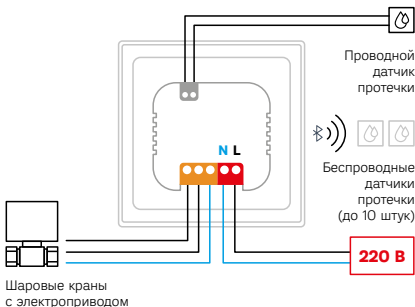 Проводной
датчик
протечки
N L
Беспроводные
датчики
протечки
(до 10 штук)
220 В
Шаровые краны
с электроприводом